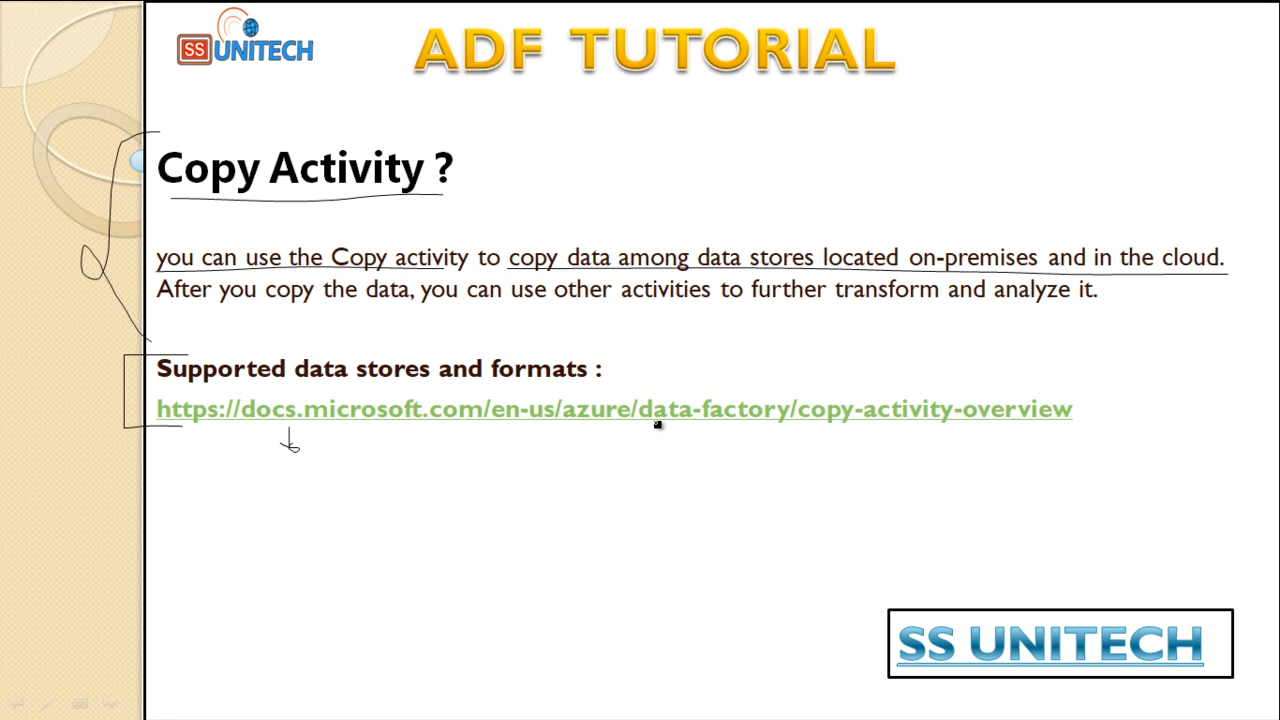 SS UNITECH
ADF TUTORIAL
Copy Activity ?
you can use the Copy activity to copy data among data stores located on-premises and in the cloud.
After you copy the data, you can use other activities to further transform and analyze it.
Supported data stores and formats :
https://docs.microsoft.com/en-us/azure/data-factory/copy-activity-overview
SS UNITECH